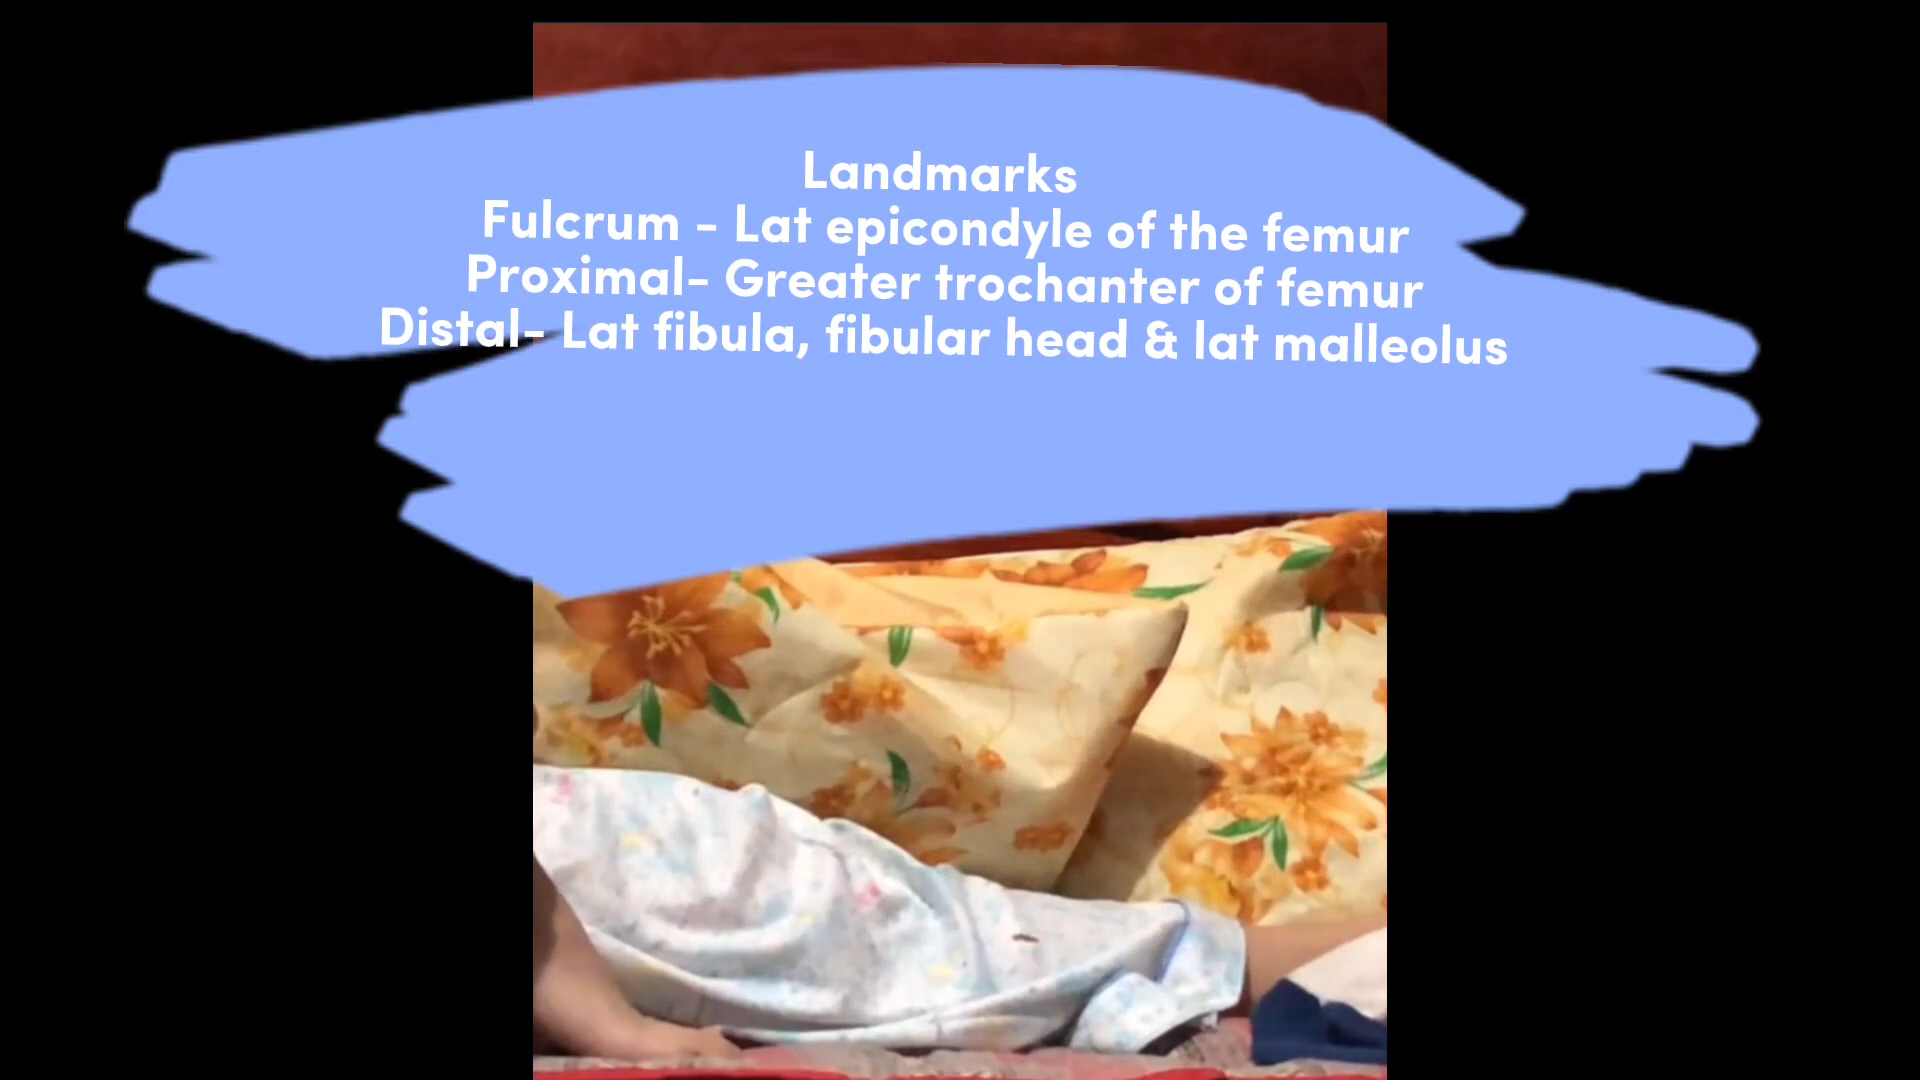 Landmarks
Fulcrum - Lat epicondyle of the femur
Proximal- Greater trochanter of femur
Distal- Lat fibula, fibular head & lat malleolus